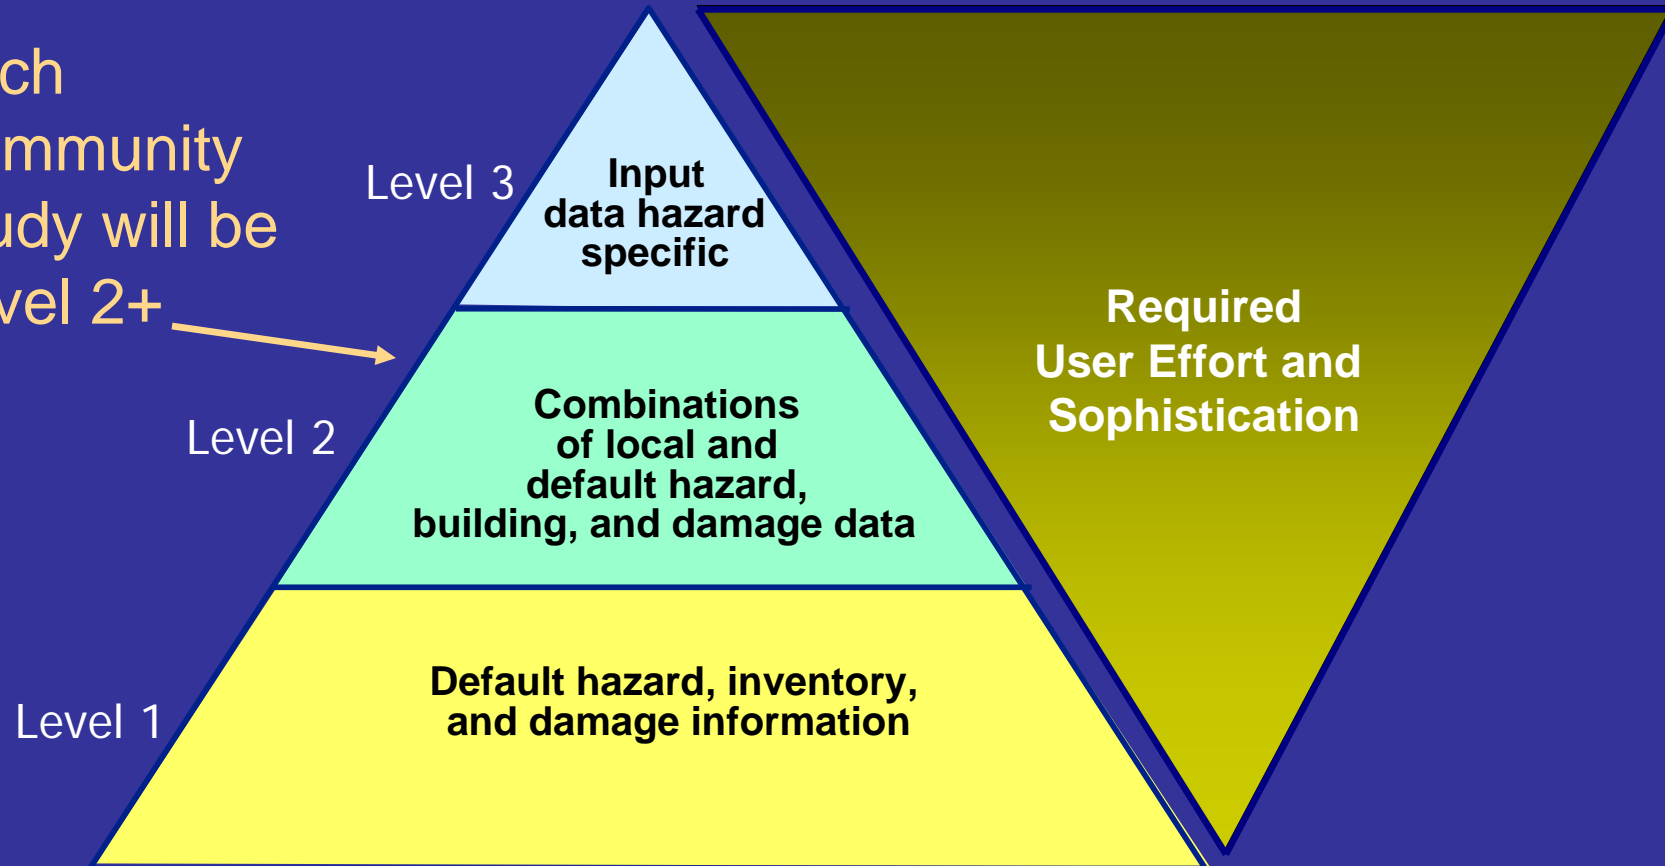 ch
mmunity
udy will be
vel 2+
Level 3
Input
data hazard
specific
Level 2
Combinations
of local and
default hazard,
building, and damage data
Level 1
Default hazard, inventory,
and damage information
Required
User Effort and
Sophistication